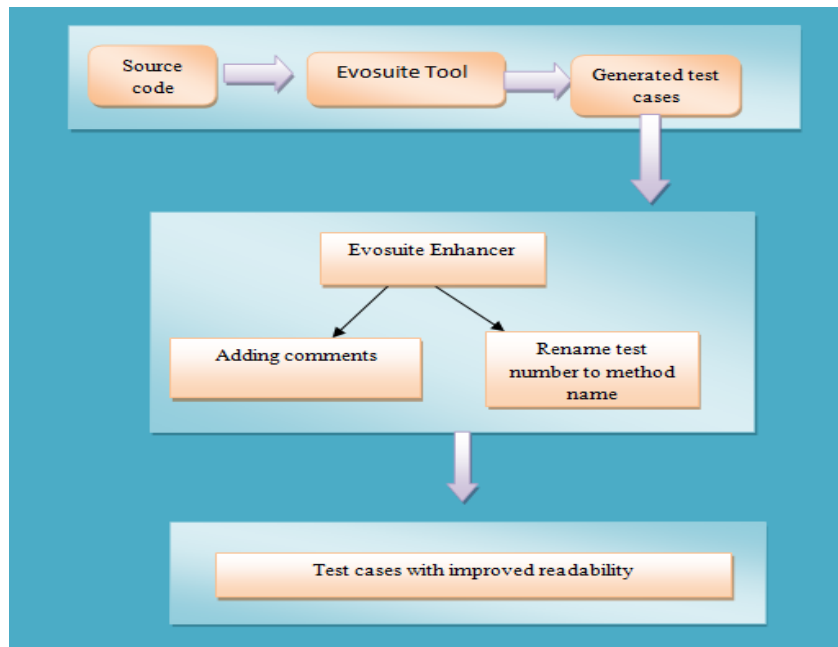 Source
code
Evosuite Tool
Generated test
cases
Evosuite Enhancer
Adding comments
Rename test
number to method
name
Test cases with improved readability